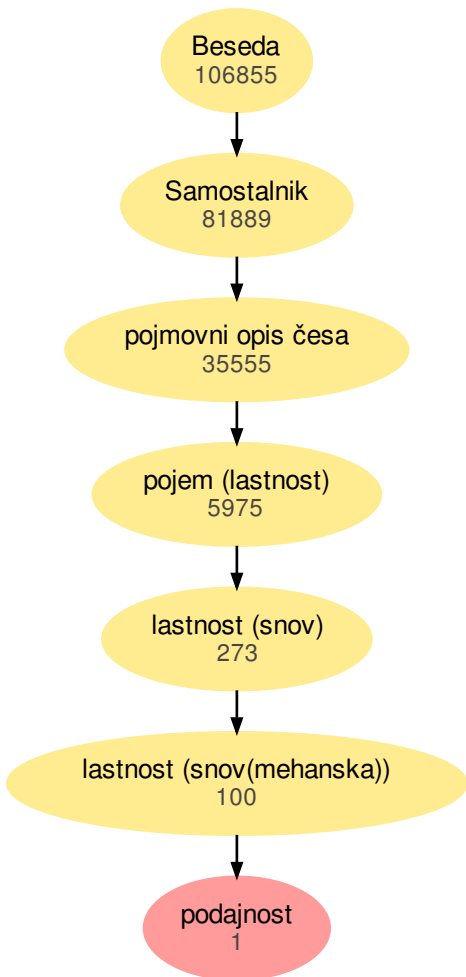 Beseda
106855
Samostalnik
81889
pojmovni opis česa
35555
pojem (lastnost)
5975
lastnost (snov)
273
lastnost (snov(mehanska))
100
podajnost
1